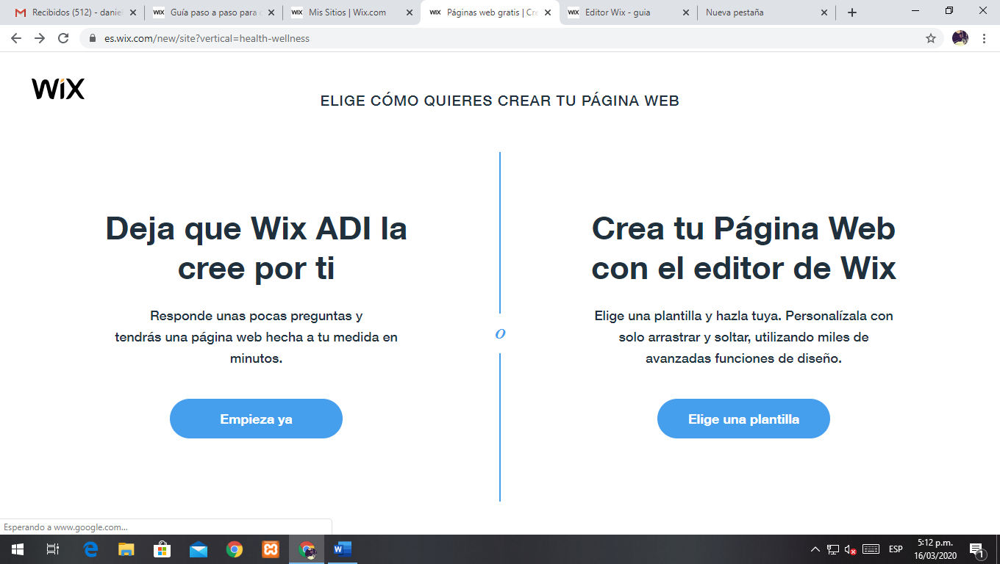 Recibidos (512) - daniel
Guía paso a paso para c
Mis Sitios | Wix.com
Páginas web gratis | Cre
Editor Wix - guia
Nueva pestaña
es.wix.com/new/site?vertical=health-wellness
WiX
ELIGE CÓMO QUIERES CREAR TU PÁGINA WEB
Deja que Wix ADI la
cree por ti
Responde unas pocas preguntas y
tendrás una página web hecha a tu medida en
minutos.
Empieza ya
o
Crea tu Página Web
con el editor de Wix
Elige una plantilla y hazla tuya. Personalízala con
solo arrastrar y soltar, utilizando miles de
avanzadas funciones de diseño.
Elige una plantilla
Esperando a www.google.com...
ESP
5:12 p.m.
16/03/2020
1